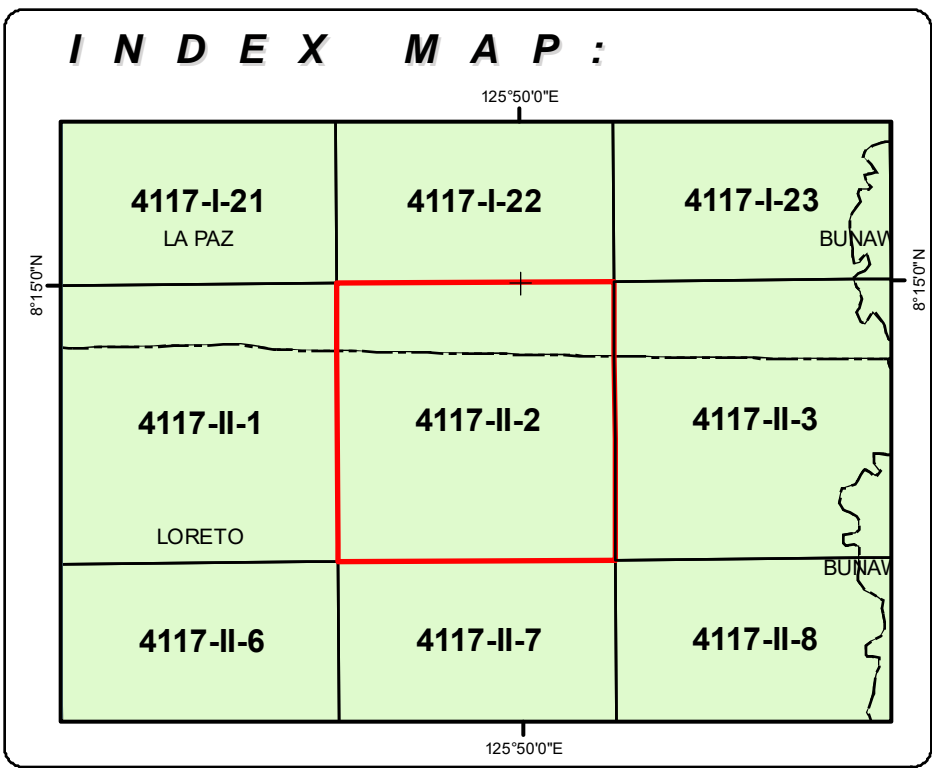 INDEX MAP:
125°50'0"E
4117-I-21 4117-I-22 4117-I-23
LA PAZ BUNAW
8°15'0"N 8°15'0"N
4117-II-1 4117-II-2 4117-II-3
LORETO
BUNAW
4117-II-6 4117-II-7 4117-II-8
125°50'0"E